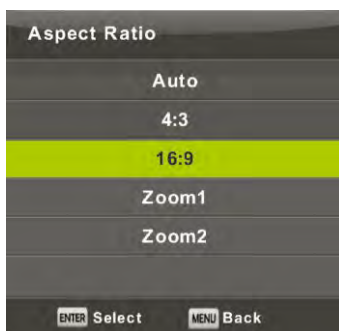 Aspect Ratio
Auto
4:3
16:9
Zoom1
Zoom2
ENTER Select MENU Back